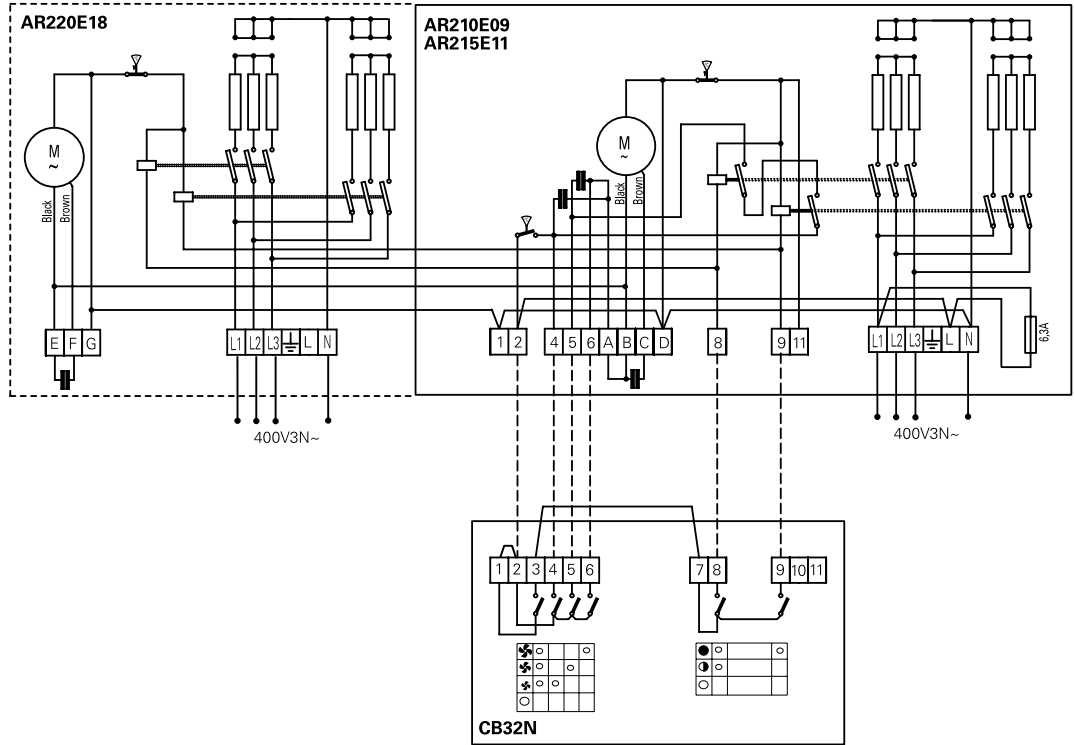 AR220E18
AR210E09
AR215E11
M
~
Black
Brown
M
~
Black
Brown
E F G
L1 L2 L3 L N
1 2
4 5 6 A B C D
8
9 11
L1 L2 L3 L N
6,3A
400V3N~
400V3N~
1 2 3 4 5 6
7 8
9 10 11
CB32N